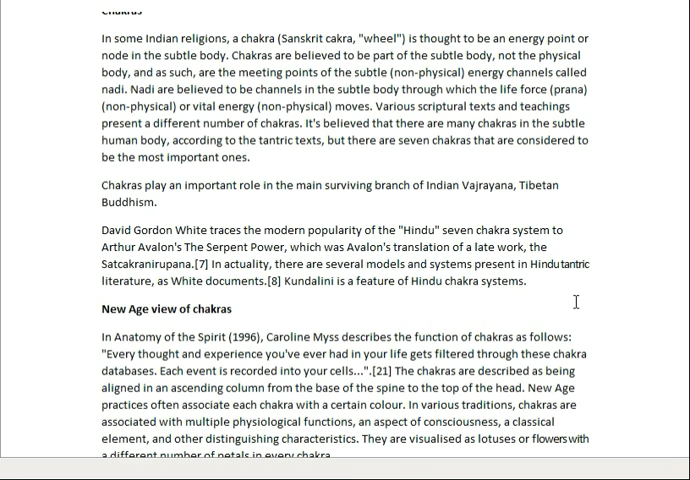 Chakras
In some Indian religions, a chakra (Sanskrit cakra, "wheel") is thought to be an energy point or
node in the subtle body. Chakras are believed to be part of the subtle body, not the physical
body, and as such, are the meeting points of the subtle (non-physical) energy channels called
nadi. Nadi are believed to be channels in the subtle body through which the life force (prana)
(non-physical) or vital energy (non-physical) moves. Various scriptural texts and teachings
present a different number of chakras. It's believed that there are many chakras in the subtle
human body, according to the tantric texts, but there are seven chakras that are considered to
be the most important ones.
Chakras play an important role in the main surviving branch of Indian Vajrayana, Tibetan
Buddhism.
David Gordon White traces the modern popularity of the "Hindu" seven chakra system to
Arthur Avalon's The Serpent Power, which was Avalon's translation of a late work, the
Satcakranirupana.[7] In actuality, there are several models and systems present in Hindu tantric
literature, as White documents.[8] Kundalini is a feature of Hindu chakra systems.
New Age view of chakras
In Anatomy of the Spirit (1996), Caroline Myss describes the function of chakras as follows:
"Every thought and experience you've ever had in your life gets filtered through these chakra
databases. Each event is recorded into your cells...".[21] The chakras are described as being
aligned in an ascending column from the base of the spine to the top of the head. New Age
practices often associate each chakra with a certain colour. In various traditions, chakras are
associated with multiple physiological functions, an aspect of consciousness, a classical
element, and other distinguishing characteristics. They are visualised as lotuses or flowers with
a different number of petals in every chakra.